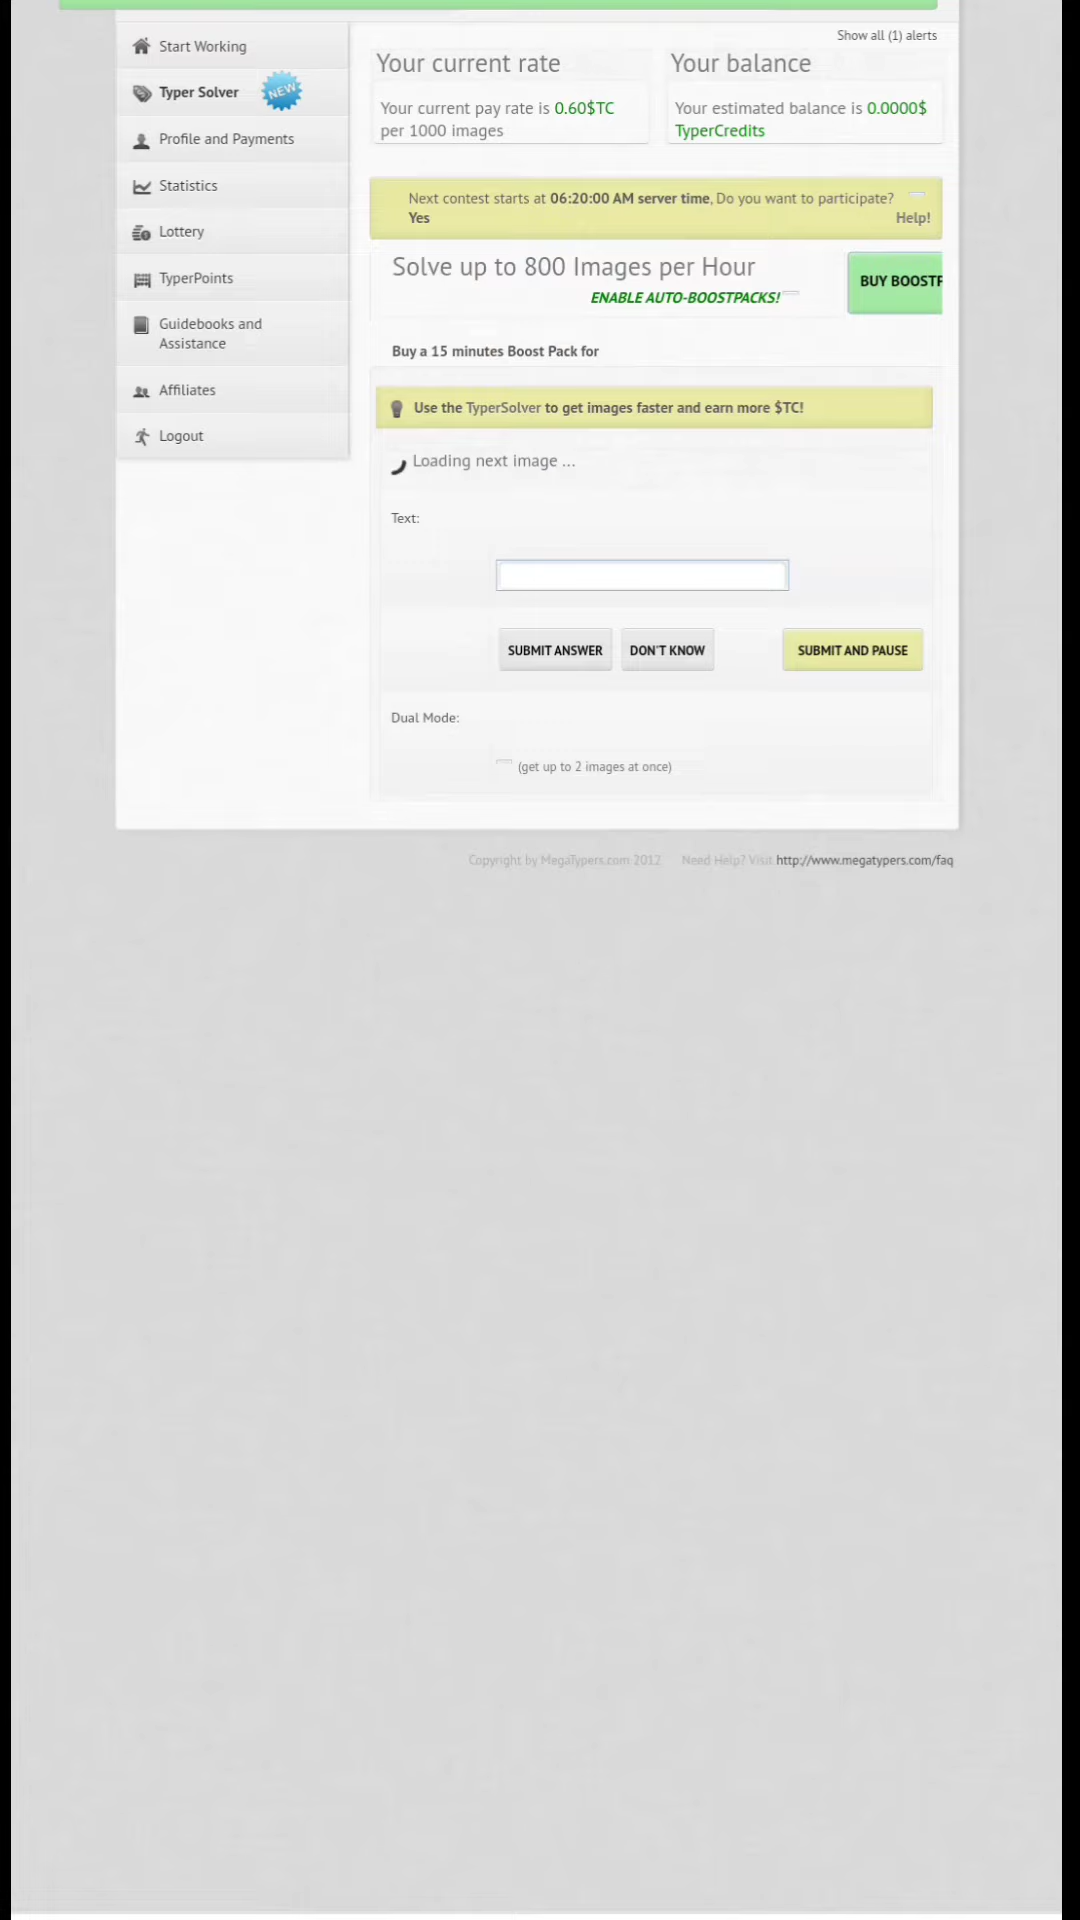 Show all (1) alerts
Start Working
Typer Solver NEW
Profile and Payments
Statistics
Lottery
TyperPoints
Guidebooks and
Assistance
Affiliates
Logout
Your current rate
Your current pay rate is 0.60$TC
per 1000 images
Your balance
Your estimated balance is 0.0000$
TyperCredits
Next contest starts at 06:20:00 AM server time, Do you want to participate?
Yes
Help!
Solve up to 800 Images per Hour
ENABLE AUTO-BOOSTPACKS!
BUY BOOSTP
Buy a 15 minutes Boost Pack for
Use the TyperSolver to get images faster and earn more $TC!
Loading next image ...
Text:
SUBMIT ANSWER DON'T KNOW SUBMIT AND PAUSE
Dual Mode:
(get up to 2 images at once)
Copyright by MegaTypers.com 2012 Need Help? Visit http://www.megatypers.com/faq